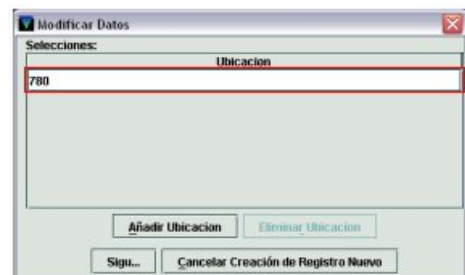 Modificar Datos
Selecciones:
Ubicacion
780
Añadir Ubicacion Eliminar Ubicacion
Sigu... Cancelar Creación de Registro Nuevo